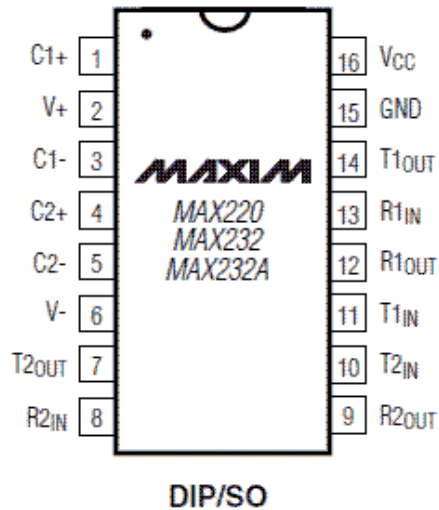 C1+ 1 16 VCC
V+ 2 15 GND
C1- 3 14 T1OUT
MAXIM
C2+ 4 MAX220 13 R1IN
MAX232
C2- 5 MAX232A 12 R1OUT
V- 6 11 T1IN
T2OUT 7 10 T2IN
R2IN 8 9 R2OUT
DIP/SO